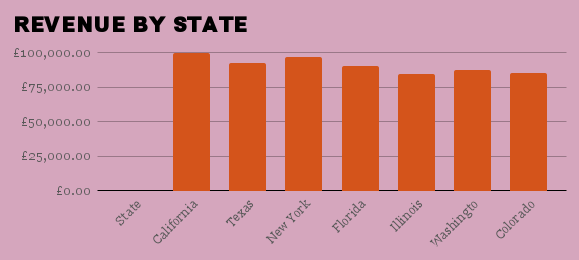 REVENUE BY STATE
£100,000.00
£75,000.00
£50,000.00
£25,000.00
£0.00
State
California
Texas
New York
Florida
Illinois
Washingto
Colorado